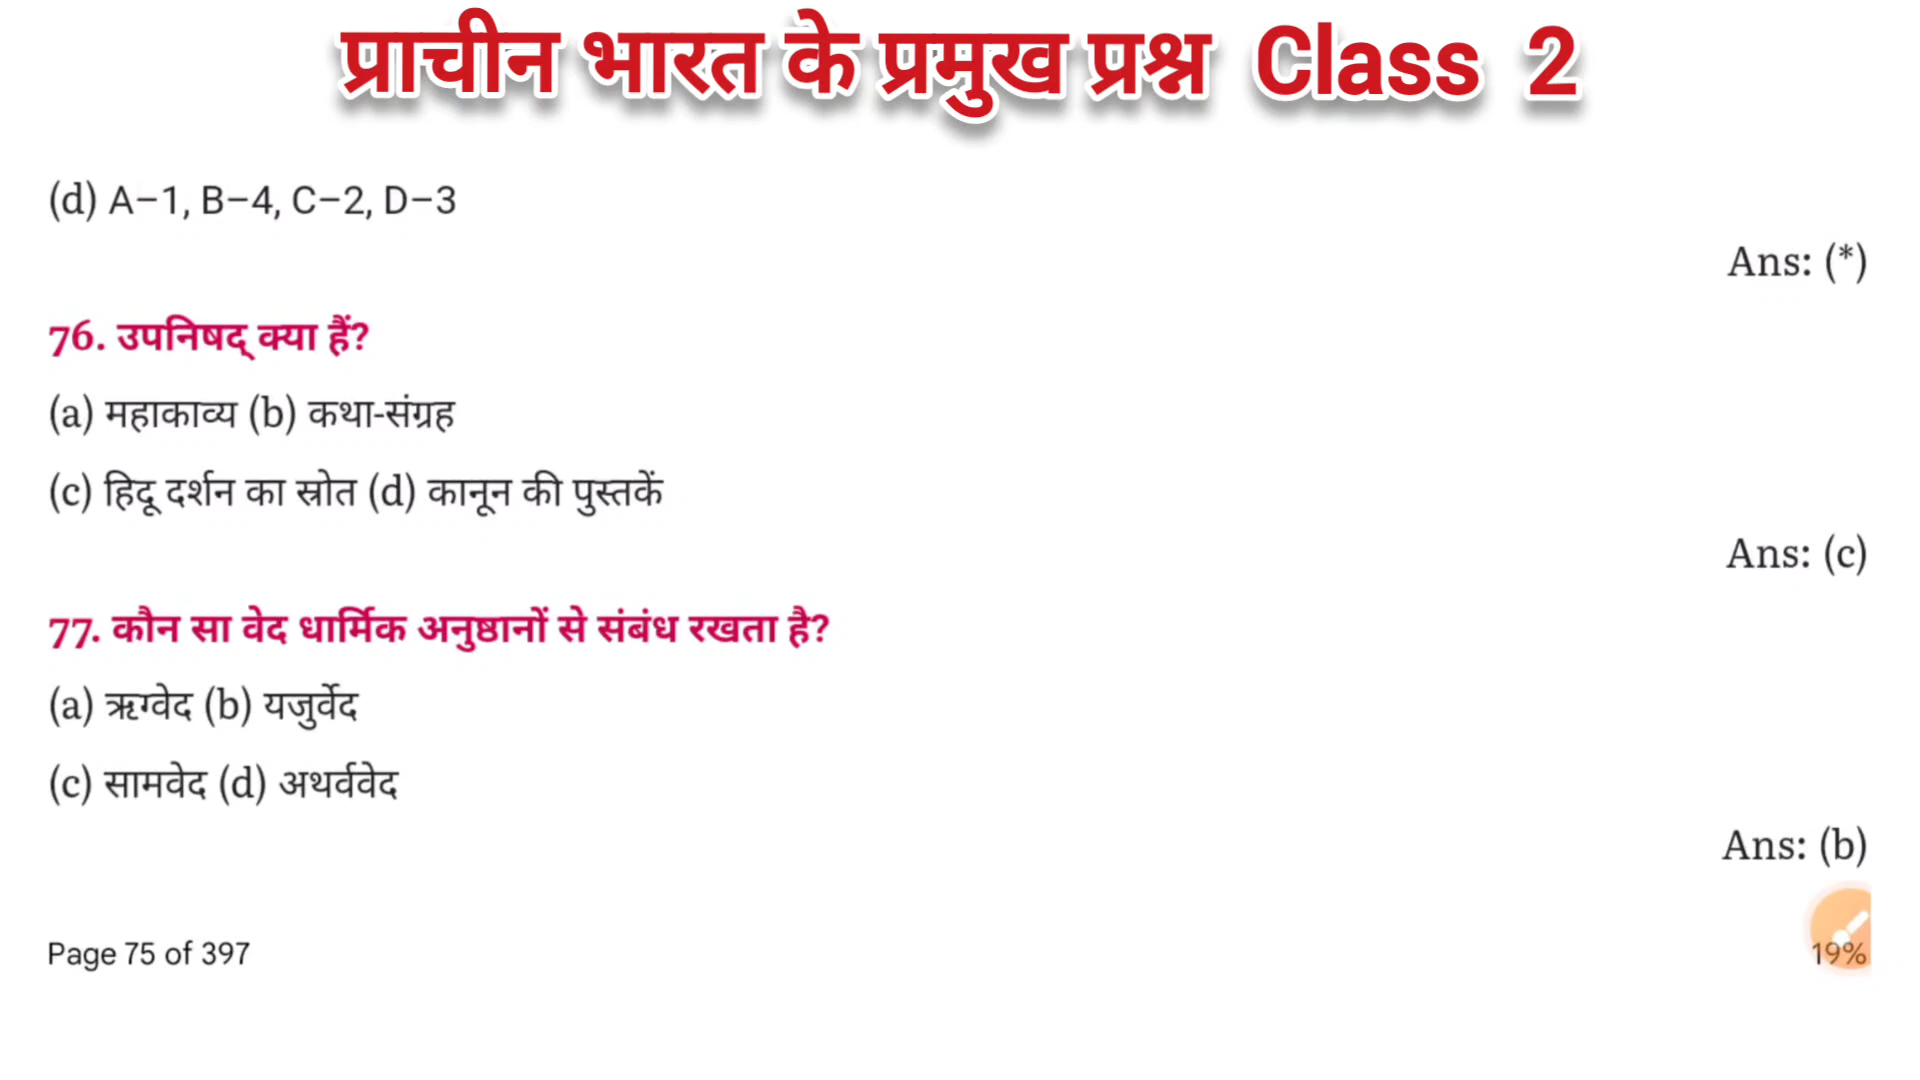 प्राचीन भारत के प्रमुख प्रश्न Class 2
(d) A–1, B–4, C–2, D–3
Ans: (*)
76. उपनिषद् क्या हैं?
(a) महाकाव्य (b) कथा-संग्रह
(c) हिदू दर्शन का स्रोत (d) कानून की पुस्तकें
Ans: (c)
77. कौन सा वेद धार्मिक अनुष्ठानों से संबंध रखता है?
(a) ऋग्वेद (b) यजुर्वेद
(c) सामवेद (d) अथर्ववेद
Ans: (b)
Page 75 of 397
19%